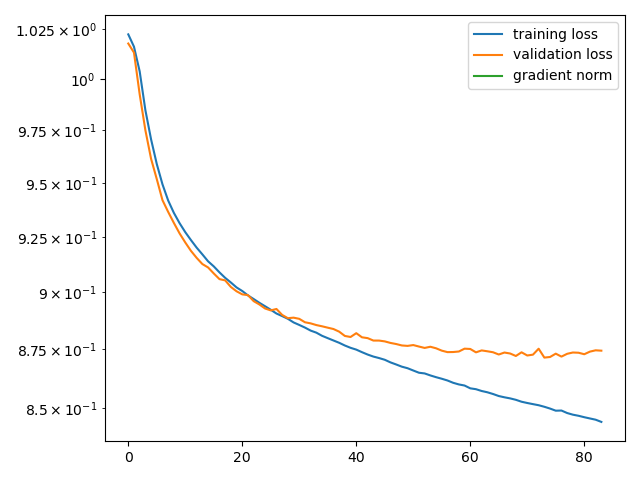 1.025 × 10⁰
10⁰
9.75 × 10⁻¹
9.5 × 10⁻¹
9.25 × 10⁻¹
9 × 10⁻¹
8.75 × 10⁻¹
8.5 × 10⁻¹
training loss
validation loss
gradient norm
0 20 40 60 80